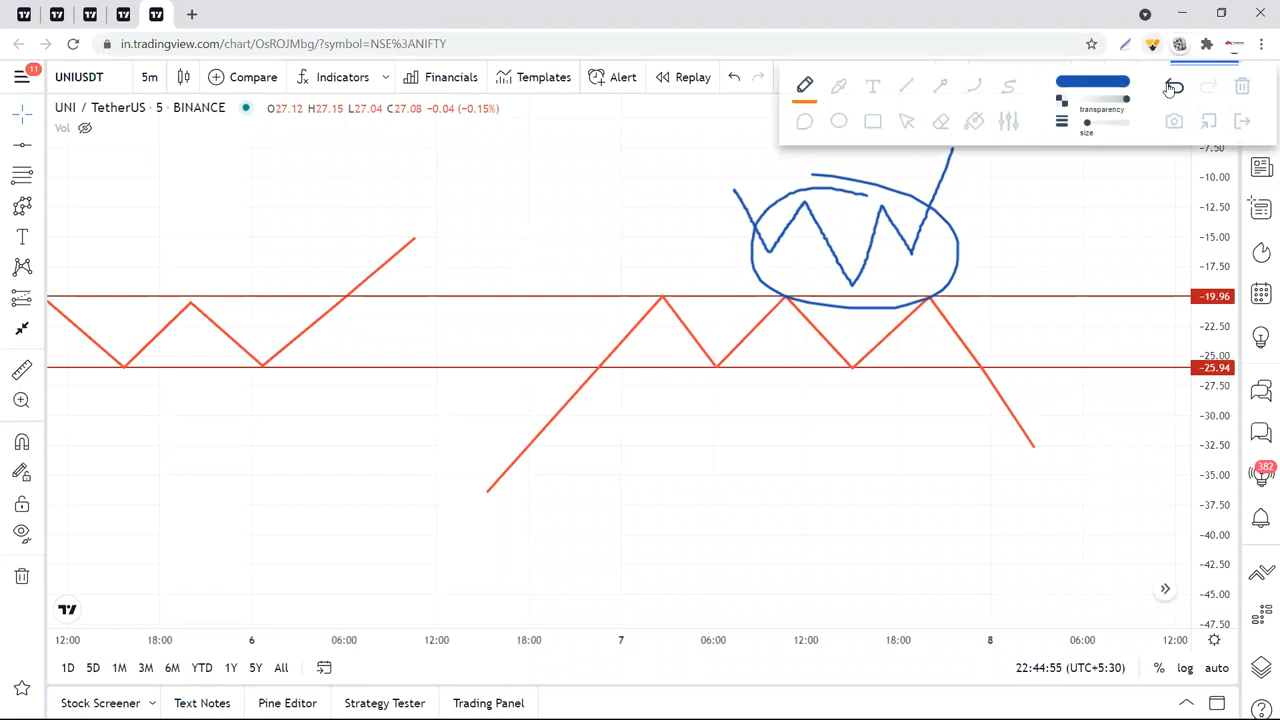 in.tradingview.com/chart/OsROJMbg/?symbol=NSE%3ANIFTY
11
UNIUSDT 5m Compare Indicators Financials Templates Alert Replay
UNI / TetherUS · 5 · BINANCE O27.12 H27.15 L27.04 C27.08 −0.04 (−0.15%)
Vol
transparency
size
−7.50
−10.00
−12.50
−15.00
−17.50
−19.96
−22.50
−25.00
−25.94
−27.50
−30.00
−32.50
−35.00
−37.50
−40.00
−42.50
−45.00
−47.50
382
12:00 18:00 6 06:00 12:00 18:00 7 06:00 12:00 18:00 8 06:00 12:00
1D 5D 1M 3M 6M YTD 1Y 5Y All 22:44:55 (UTC+5:30) % log auto
Stock Screener Text Notes Pine Editor Strategy Tester Trading Panel